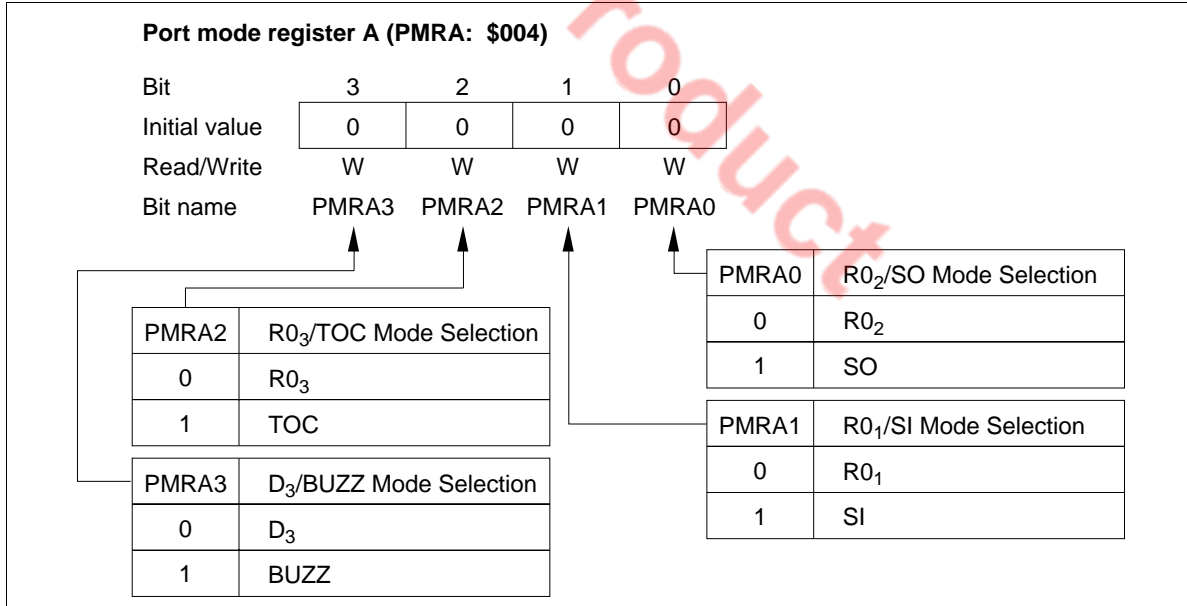 Port mode register A (PMRA: $004)
Bit 3 2 1 0
Initial value 0 0 0 0
Read/Write W W W W
Bit name PMRA3 PMRA2 PMRA1 PMRA0
PMRA2 R0₃/TOC Mode Selection
0 R0₃
1 TOC
PMRA3 D₃/BUZZ Mode Selection
0 D₃
1 BUZZ
PMRA0 R0₂/SO Mode Selection
0 R0₂
1 SO
PMRA1 R0₁/SI Mode Selection
0 R0₁
1 SI
roduct